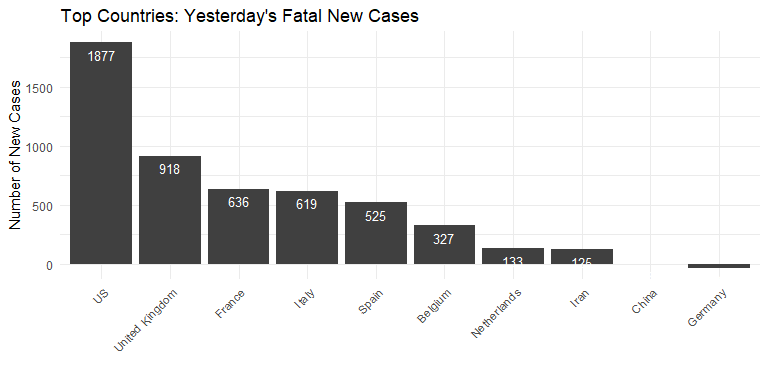 Top Countries: Yesterday's Fatal New Cases
Number of New Cases
1500
1000
500
0
1877
918
636
619
525
327
133
125
US
United Kingdom
France
Italy
Spain
Belgium
Netherlands
Iran
China
Germany